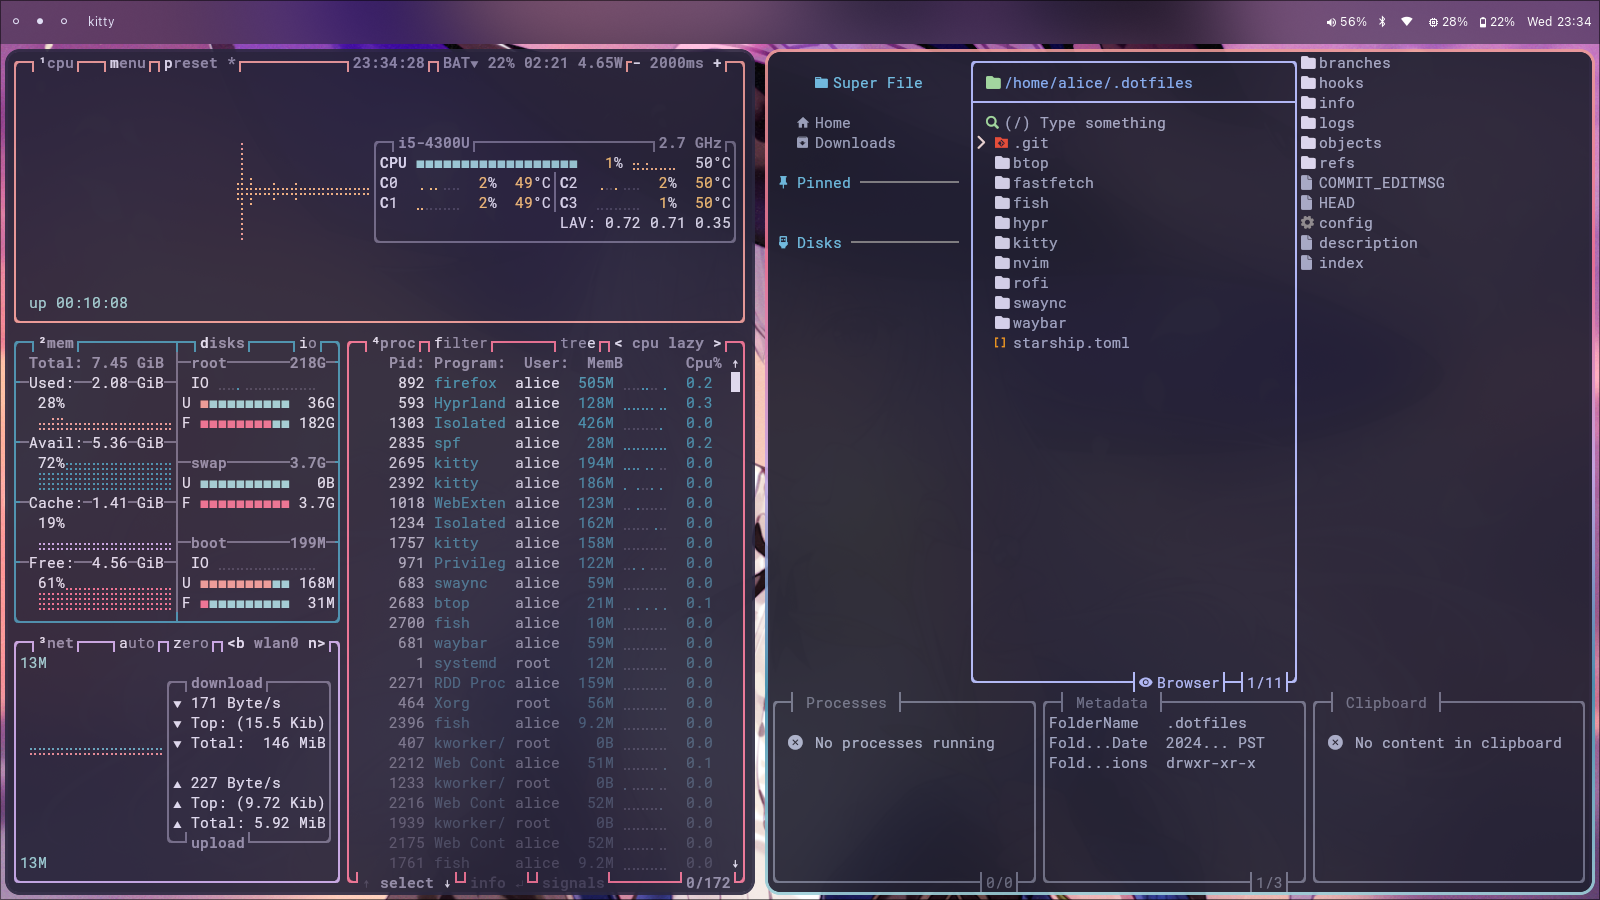 kitty
56% 28% 22% Wed 23:34
¹cpu menu preset * 23:34:28 BAT▼ 22% 02:21 4.65W - 2000ms +
i5-4300U 2.7 GHz
CPU 1% 50°C
C0 2% 49°C C2 2% 50°C
C1 2% 49°C C3 1% 50°C
LAV: 0.72 0.71 0.35
up 00:10:08
²mem
Total: 7.45 GiB
Used: 2.08 GiB
28%
Avail: 5.36 GiB
72%
Cache: 1.41 GiB
19%
Free: 4.56 GiB
61%
disks io
root 218G
IO
U 36G
F 182G
swap 3.7G
U 0B
F 3.7G
boot 199M
IO
U 168M
F 31M
³net auto zero <b wlan0 n>
13M
download
▼ 171 Byte/s
▼ Top: (15.5 Kib)
▼ Total: 146 MiB
▲ 227 Byte/s
▲ Top: (9.72 Kib)
▲ Total: 5.92 MiB
upload
13M
⁴proc filter tree < cpu lazy >
Pid: Program: User: MemB Cpu% ↑
892 firefox alice 505M 0.2
593 Hyprland alice 128M 0.3
1303 Isolated alice 426M 0.0
2835 spf alice 28M 0.2
2695 kitty alice 194M 0.0
2392 kitty alice 186M 0.0
1018 WebExten alice 123M 0.0
1234 Isolated alice 162M 0.0
1757 kitty alice 158M 0.0
971 Privileg alice 122M 0.0
683 swaync alice 59M 0.0
2683 btop alice 21M 0.1
2700 fish alice 10M 0.0
681 waybar alice 59M 0.0
1 systemd root 12M 0.0
2271 RDD Proc alice 159M 0.0
464 Xorg root 56M 0.0
2396 fish alice 9.2M 0.0
407 kworker/ root 0B 0.0
2212 Web Cont alice 51M 0.1
1233 kworker/ root 0B 0.0
2216 Web Cont alice 52M 0.0
1939 kworker/ root 0B 0.0
2175 Web Cont alice 52M 0.0
1761 fish alice 9.2M 0.0 ↓
↑ select ↓ info ↵ signals 0/172
Super File
Home
Downloads
Pinned
Disks
/home/alice/.dotfiles
(/) Type something
.git
btop
fastfetch
fish
hypr
kitty
nvim
rofi
swaync
waybar
starship.toml
Browser 1/11
branches
hooks
info
logs
objects
refs
COMMIT_EDITMSG
HEAD
config
description
index
Processes
No processes running
0/0
Metadata
FolderName .dotfiles
Fold...Date 2024... PST
Fold...ions drwxr-xr-x
1/3
Clipboard
No content in clipboard